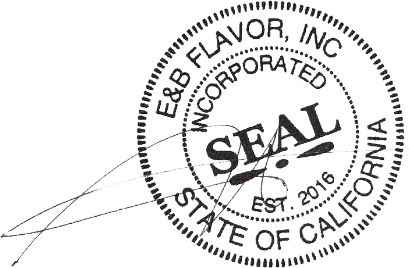 E&B FLAVOR, INC
INCORPORATED
SEAL
EST. 2016
STATE OF CALIFORNIA